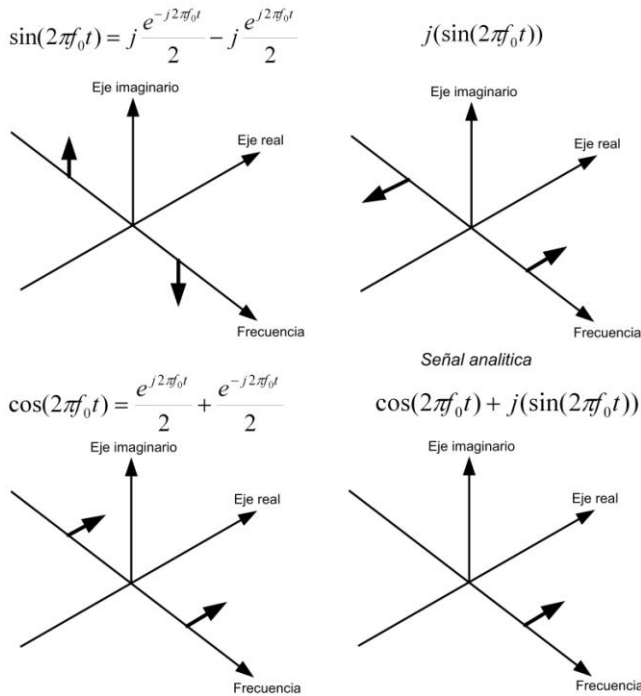 sin(2πf₀t) = j e^{-j2πf₀t}/2 − j e^{j2πf₀t}/2
Eje imaginario
Eje real
Frecuencia
j(sin(2πf₀t))
Eje imaginario
Eje real
Frecuencia
cos(2πf₀t) = e^{j2πf₀t}/2 + e^{-j2πf₀t}/2
Eje imaginario
Eje real
Frecuencia
Señal analitica
cos(2πf₀t) + j(sin(2πf₀t))
Eje imaginario
Eje real
Frecuencia